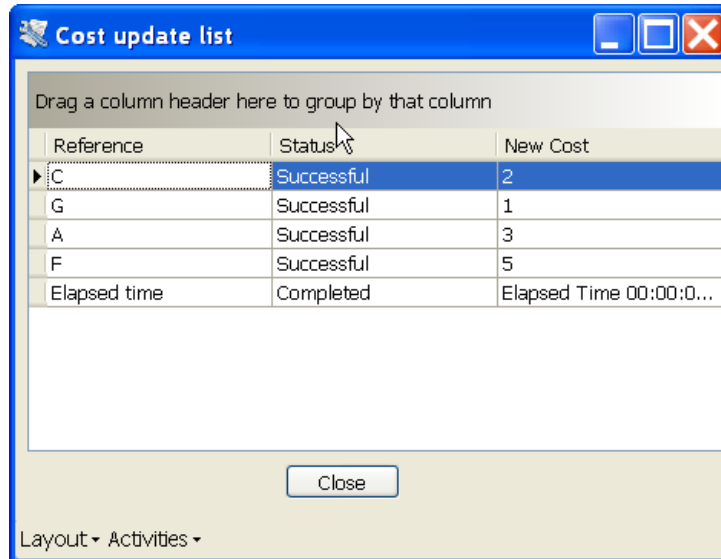 Cost update list
Drag a column header here to group by that column
Reference Status New Cost
C Successful 2
G Successful 1
A Successful 3
F Successful 5
Elapsed time Completed Elapsed Time 00:00:0...
Close
Layout Activities